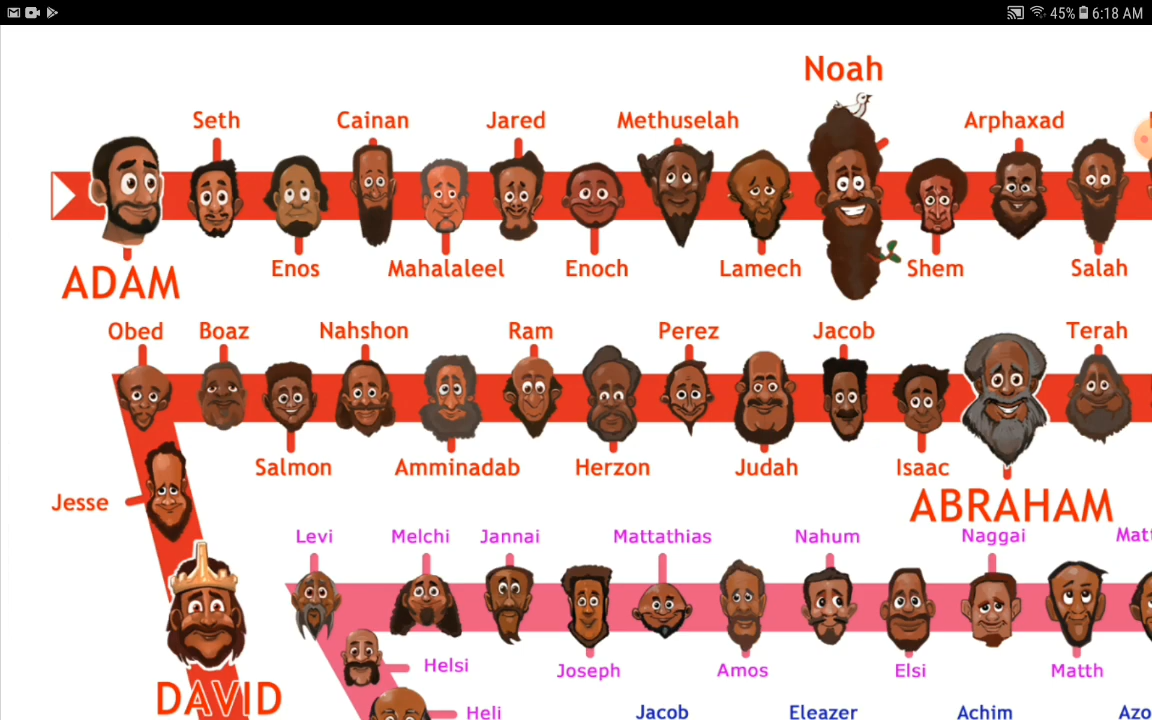 45% 6:18 AM
Noah
Seth Cainan Jared Methuselah Arphaxad
Enos Mahalaleel Enoch Lamech Shem Salah
ADAM
Obed Boaz Nahshon Ram Perez Jacob Terah
Salmon Amminadab Herzon Judah Isaac
Jesse
ABRAHAM
Levi Melchi Jannai Mattathias Nahum Naggai Matt
Helsi
Joseph Amos Elsi Matth
DAVID
Heli Jacob Eleazer Achim Azo